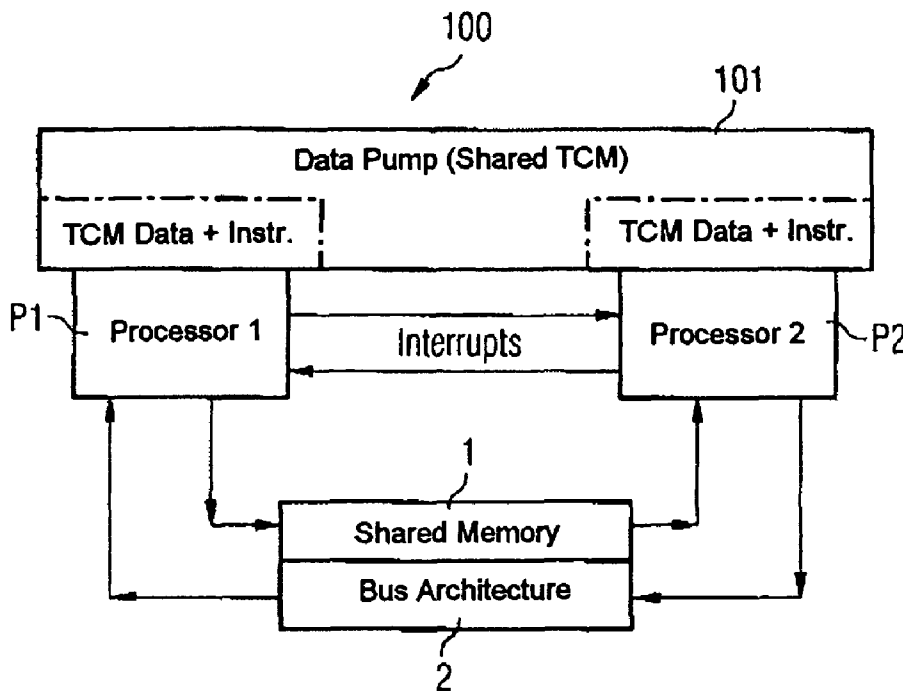 100
101
Data Pump (Shared TCM)
TCM Data + Instr.
TCM Data + Instr.
P1
Processor 1
Interrupts
Processor 2
P2
1
Shared Memory
Bus Architecture
2